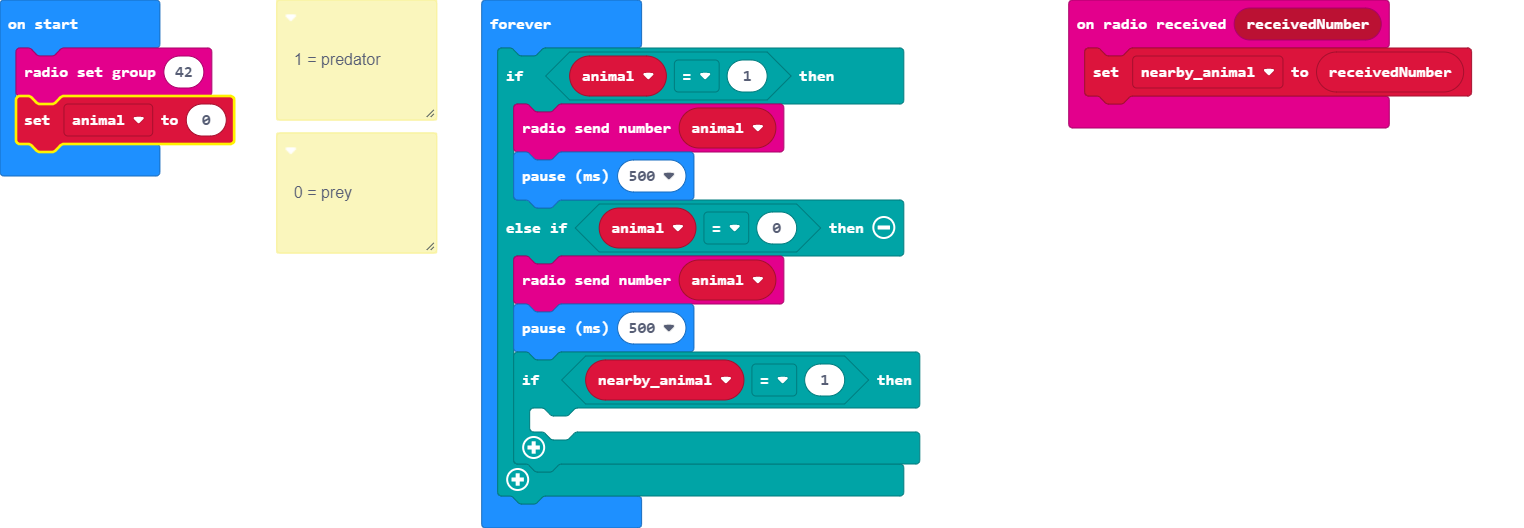 on start
radio set group 42
set animal to 0
1 = predator
0 = prey
forever
if animal = 1 then
radio send number animal
pause (ms) 500
else if animal = 0 then
radio send number animal
pause (ms) 500
if nearby_animal = 1 then
on radio received receivedNumber
set nearby_animal to receivedNumber